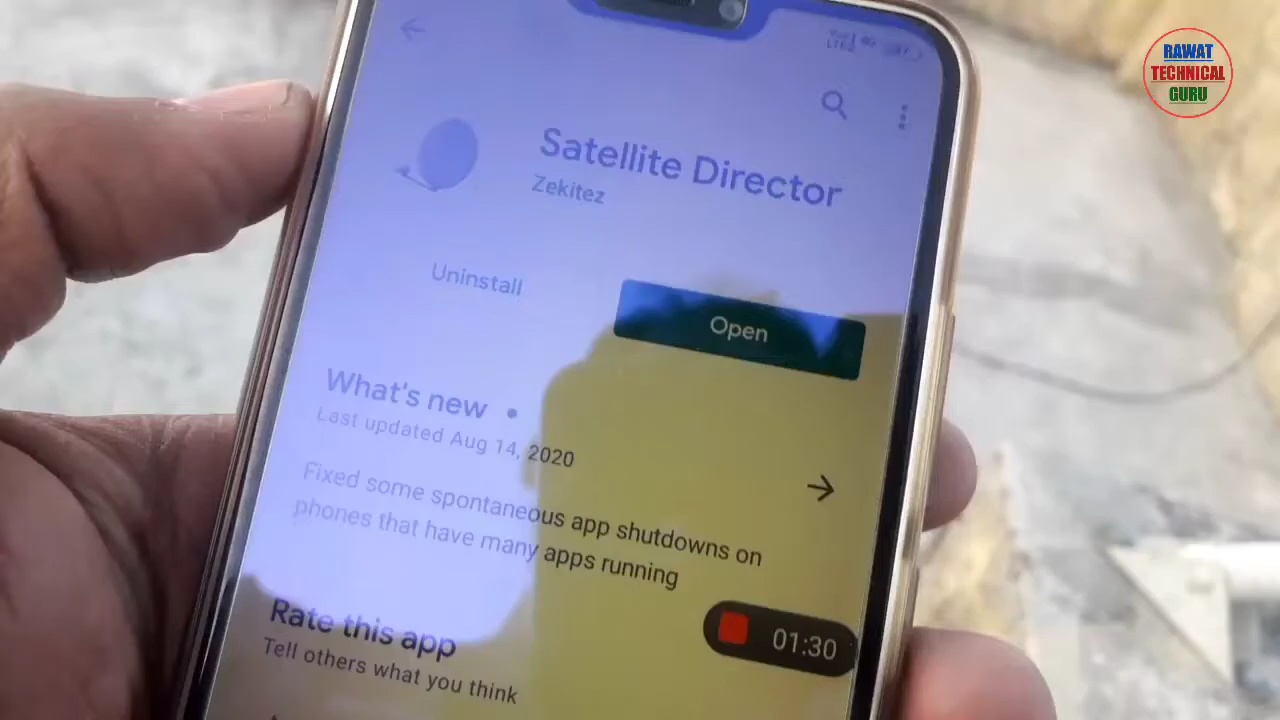 RAWAT
TECHNICAL
GURU
Satellite Director
Zekitez
Uninstall
Open
What's new •
Last updated Aug 14, 2020
Fixed some spontaneous app shutdowns on
phones that have many apps running
Rate this app
Tell others what you think
01:30